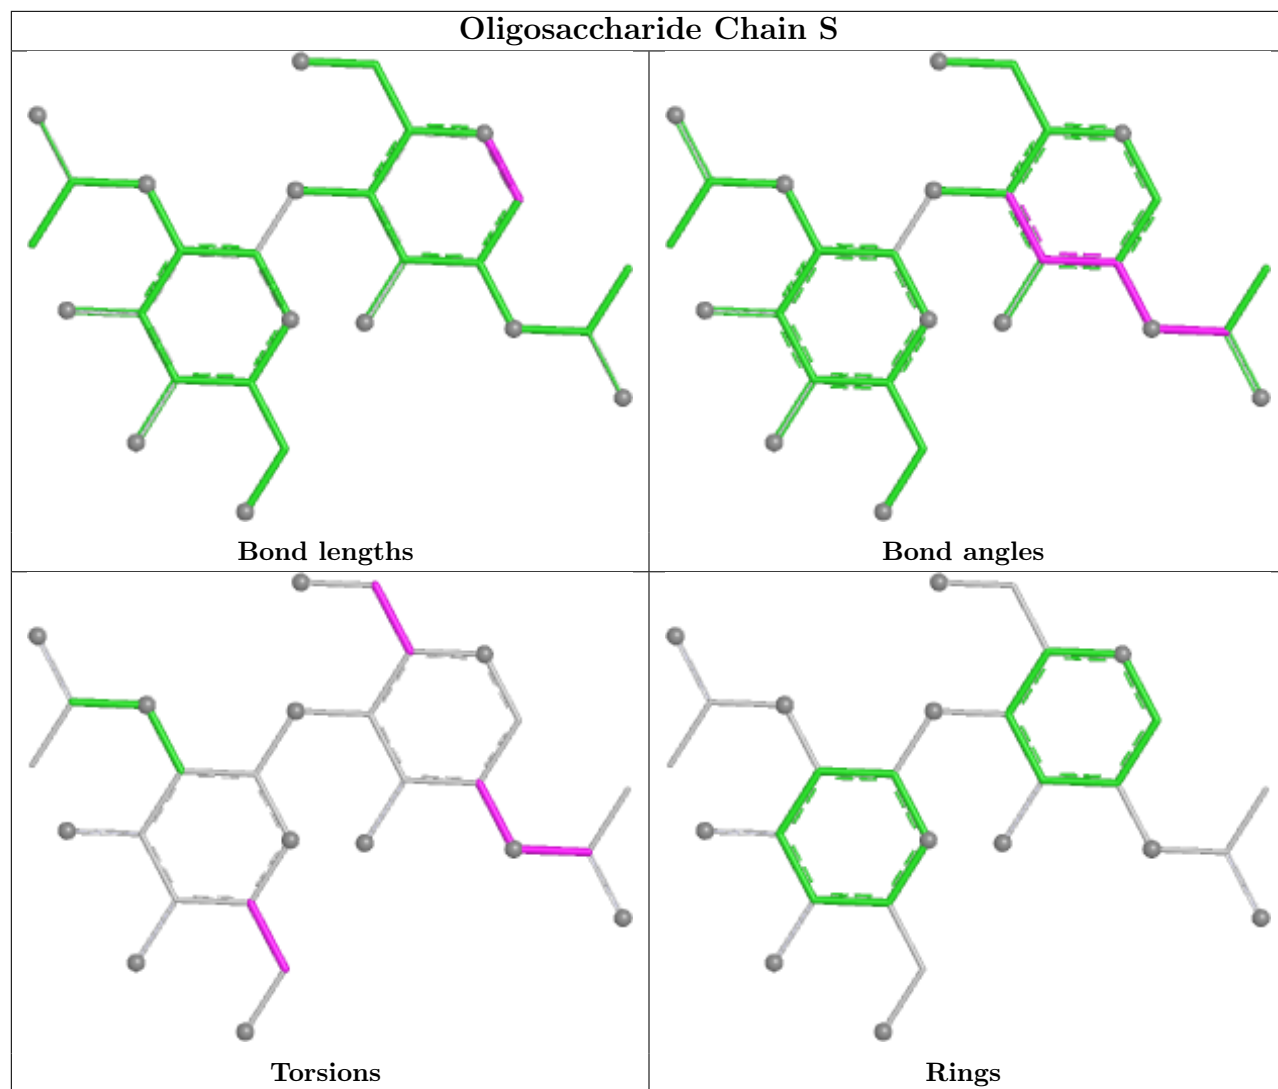 Oligosaccharide Chain S
Bond lengths
Bond angles
Torsions
Rings